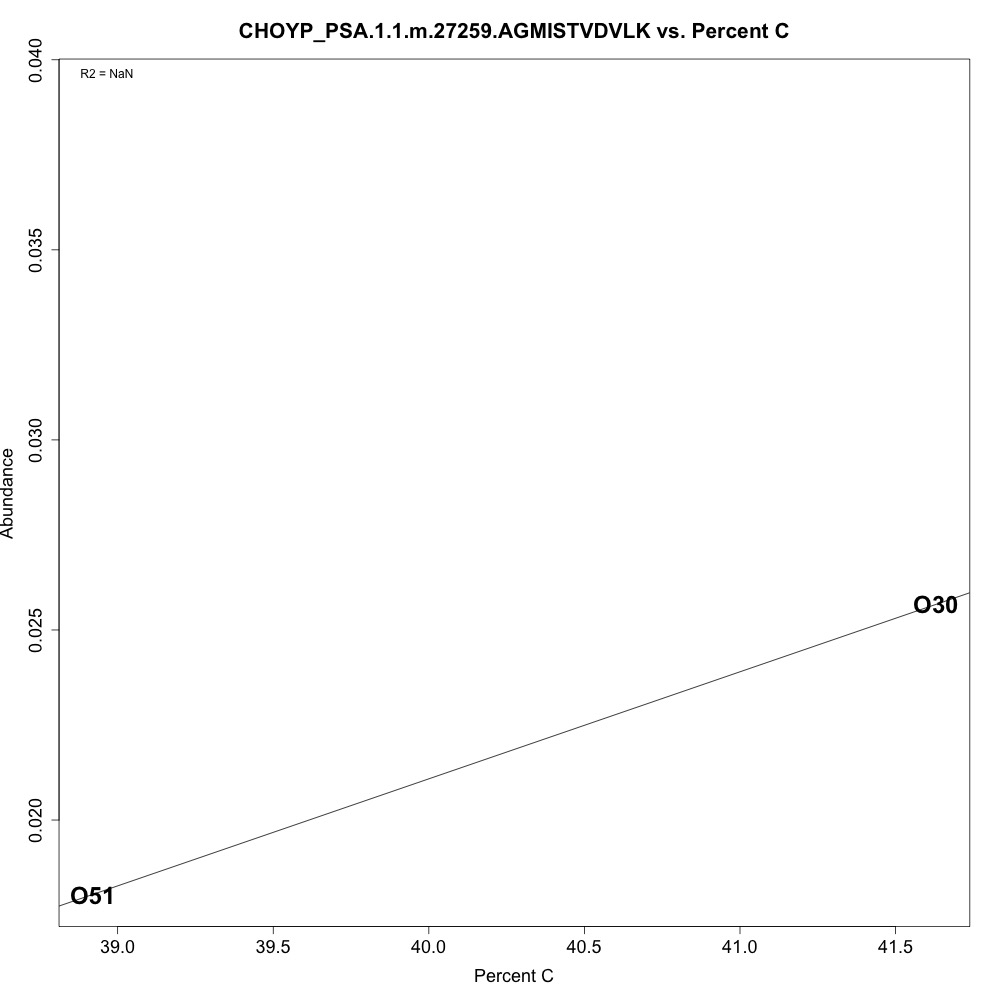 CHOYP_PSA.1.1.m.27259.AGMISTVDVLK vs. Percent C
R2 = NaN
0.040
0.035
0.030
0.025
0.020
Abundance
O30
O51
39.0 39.5 40.0 40.5 41.0 41.5
Percent C